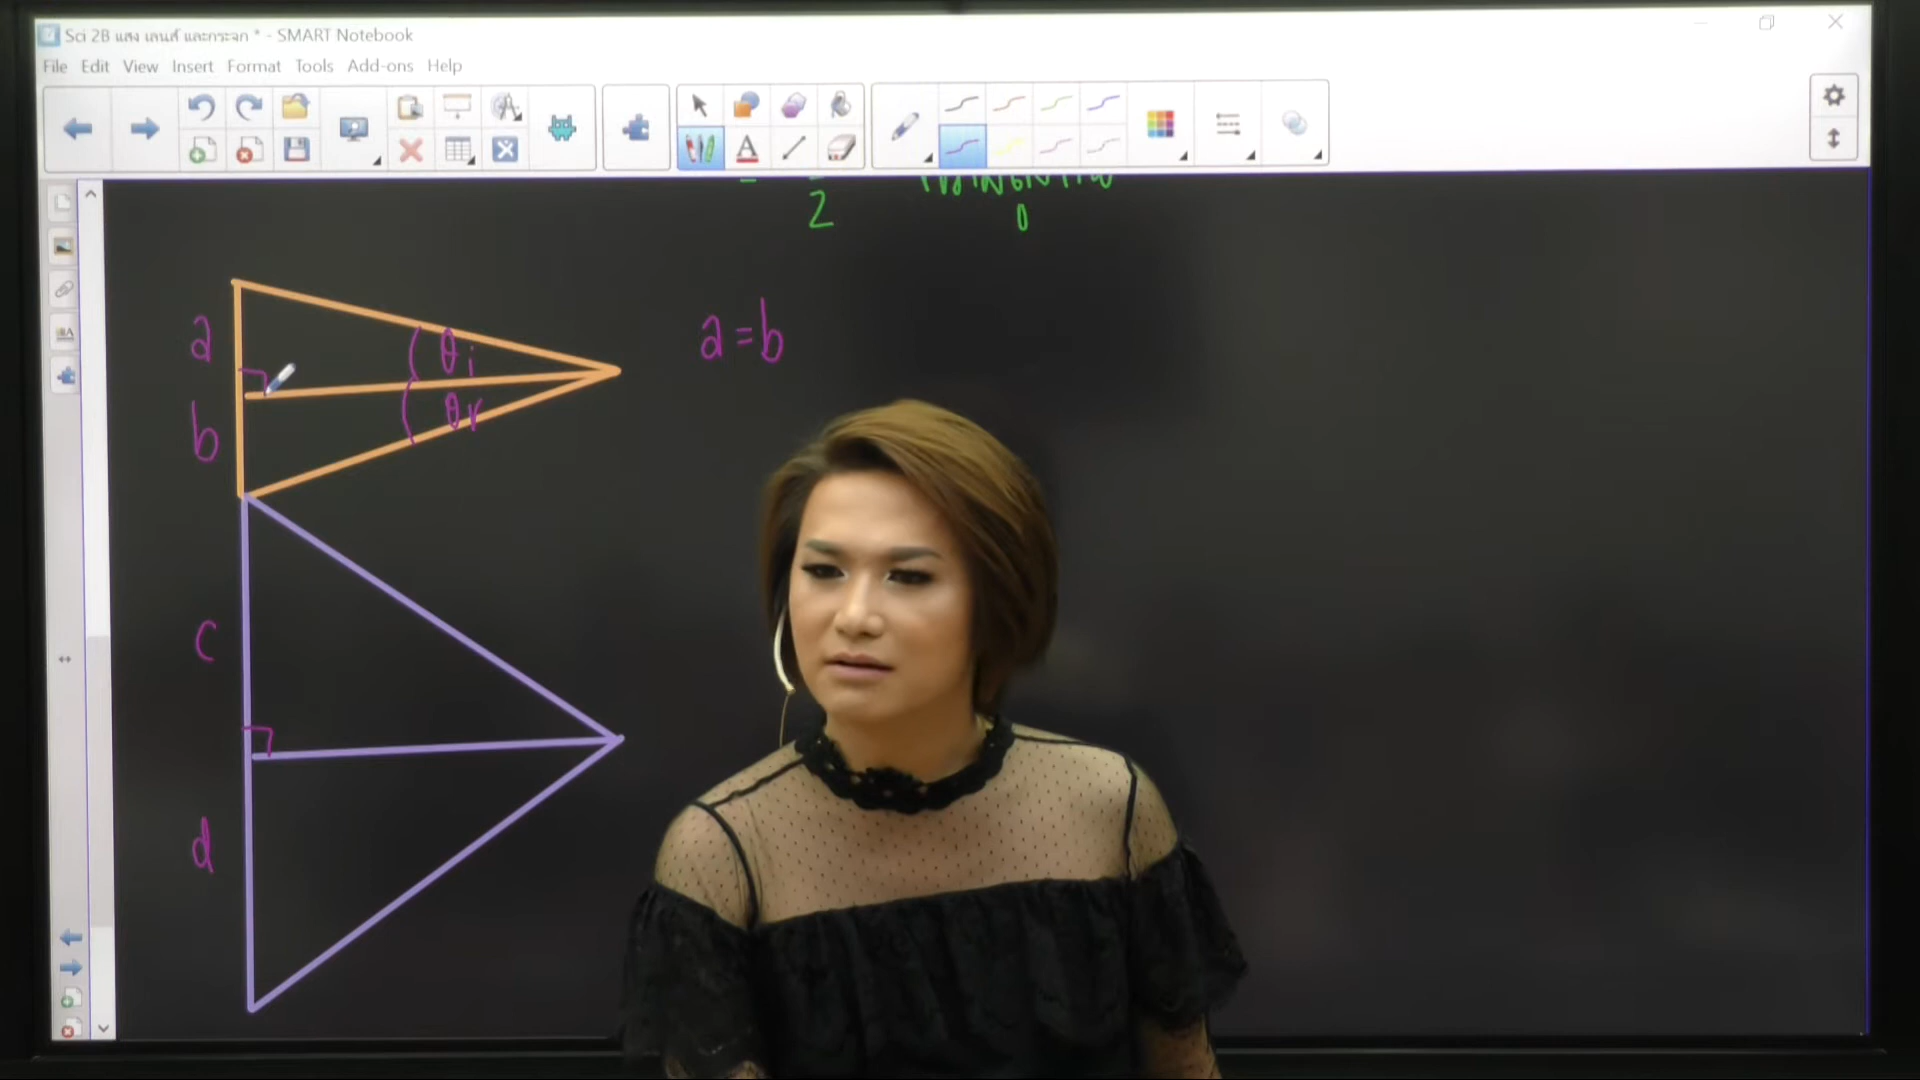 Sci 2B แสง เลนส์ และกระจก * - SMART Notebook
File Edit View Insert Format Tools Add-ons Help
2
a
θi
a = b
b
θr
c
d